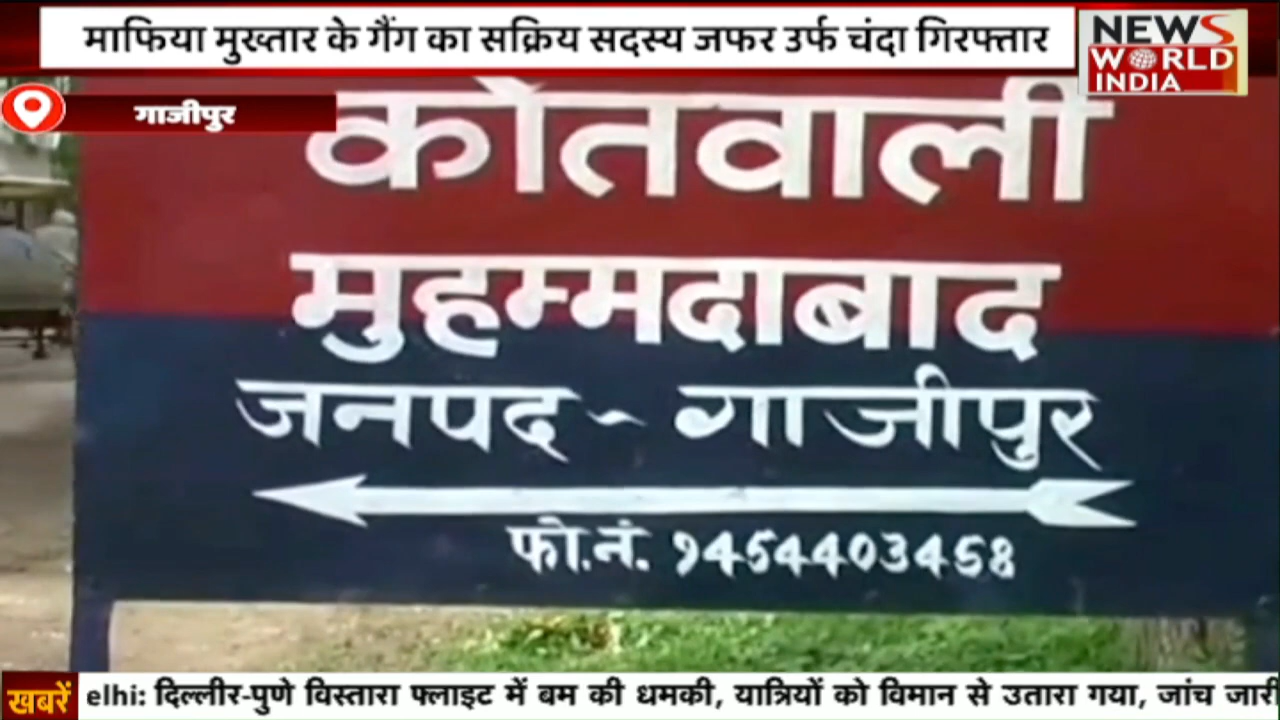 माफिया मुख्तार के गैंग का सक्रिय सदस्य जफर उर्फ चंदा गिरफ्तार
NEWS
WORLD
INDIA
गाजीपुर
कोतवाली
मुहम्मदाबाद
जनपद - गाजीपुर
फो.नं. 9454403458
खबरें elhi: दिल्लीर-पुणे विस्तारा फ्लाइट में बम की धमकी, यात्रियों को विमान से उतारा गया, जांच जारी